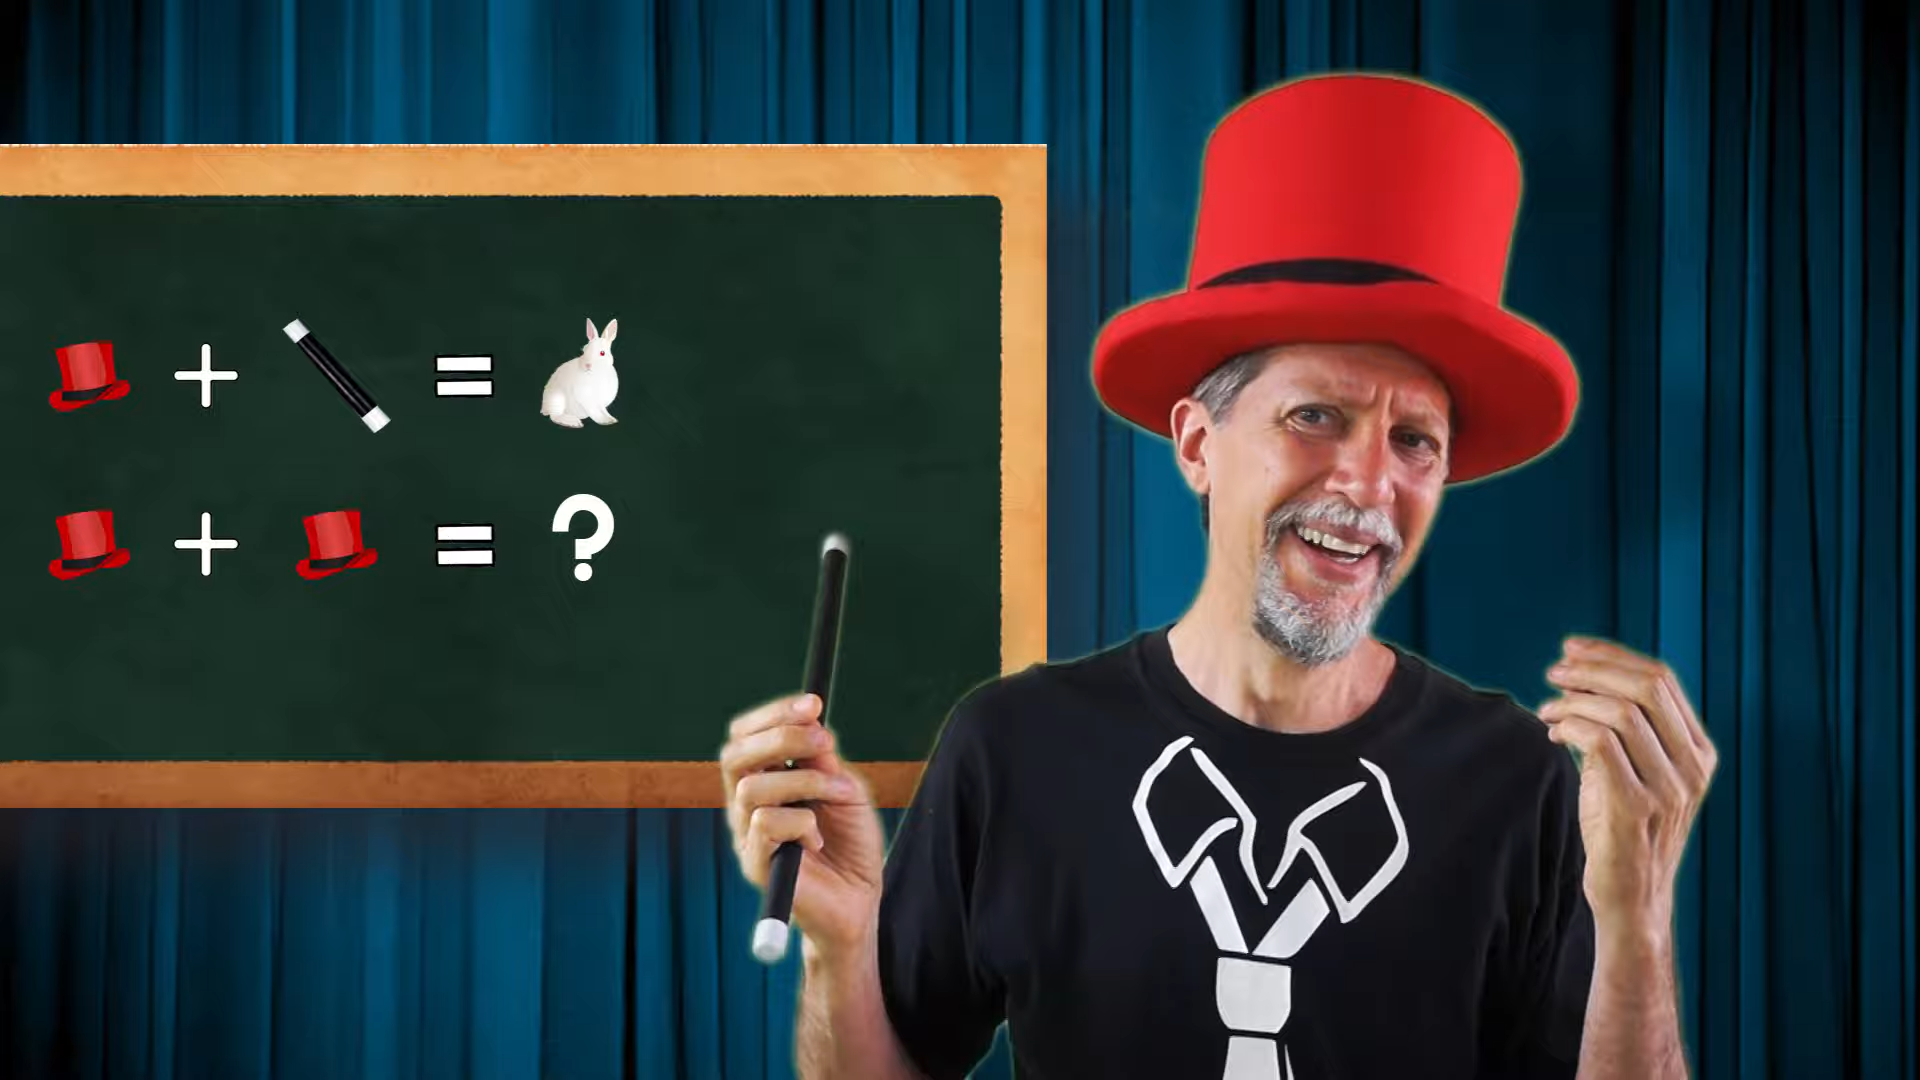 + =
+ = ?